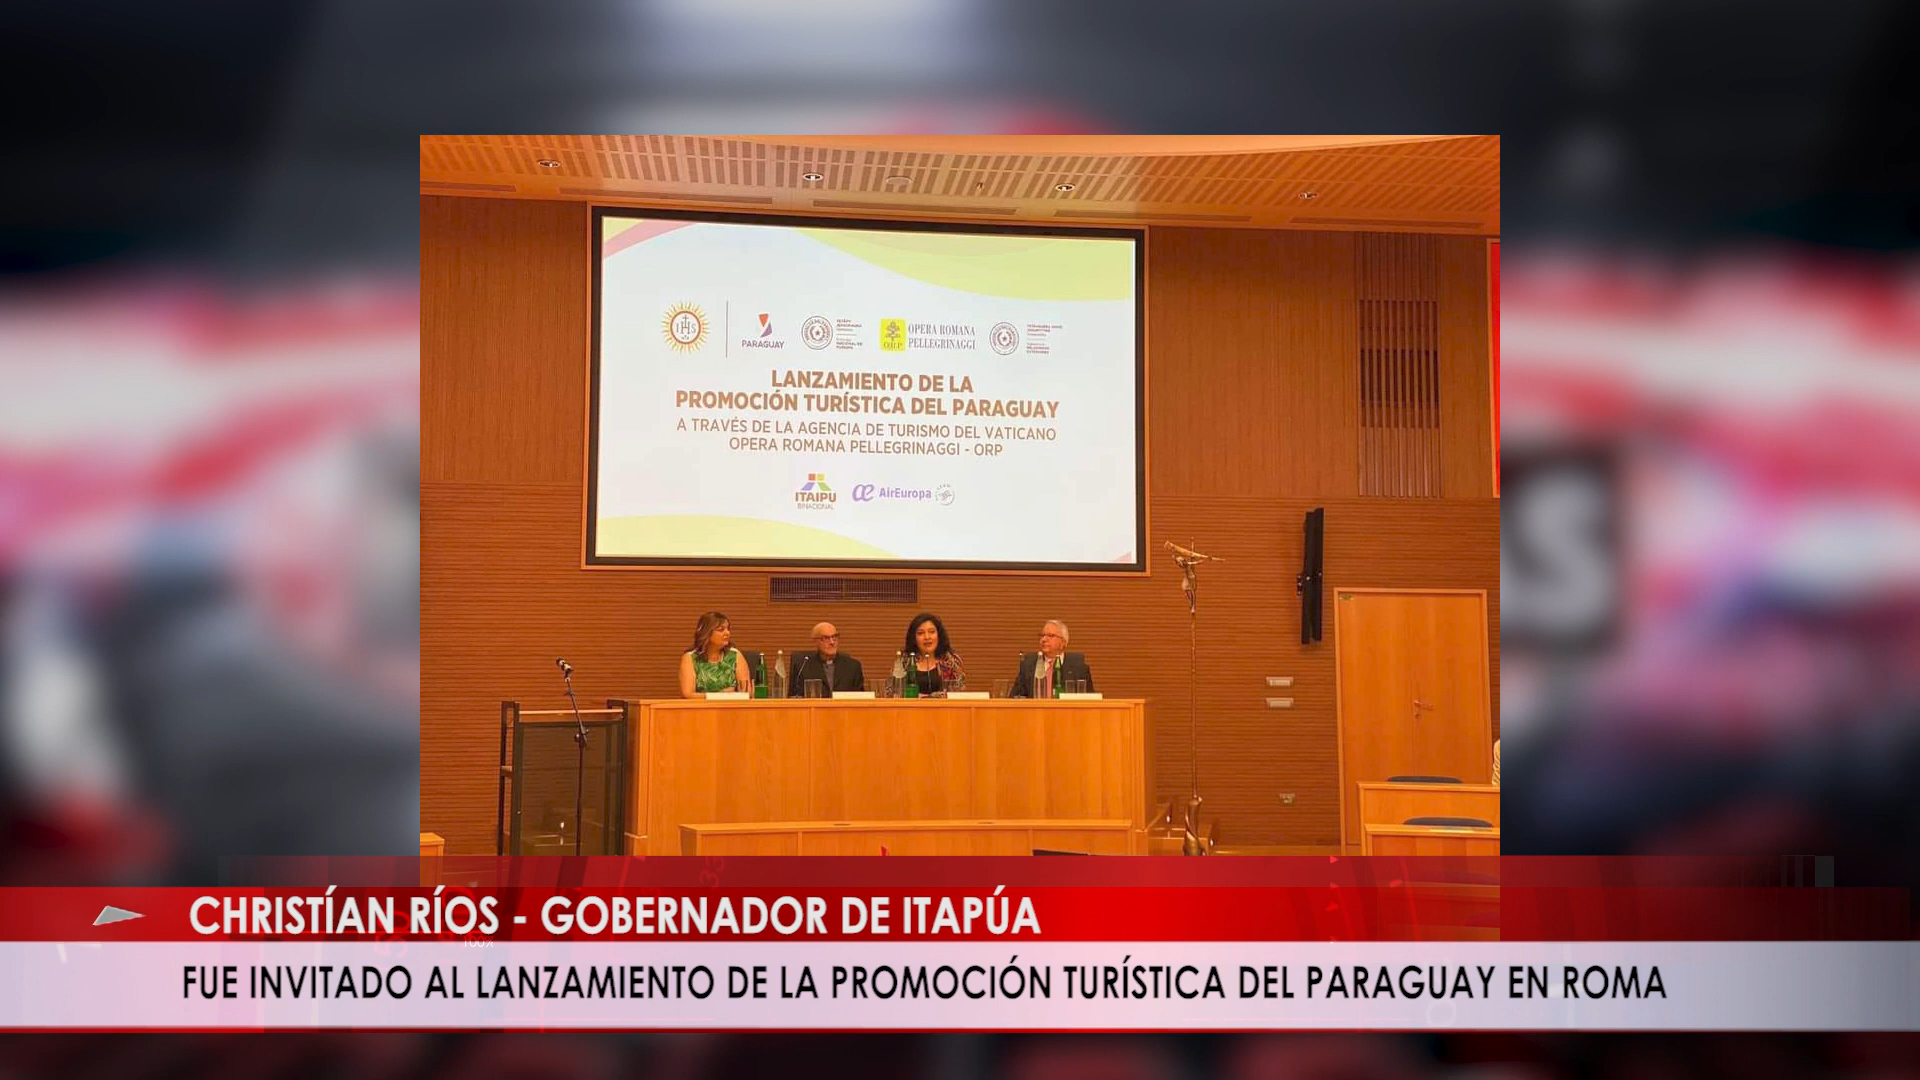 IHS
PARAGUAY
O.R.P.
OPERA ROMANA
PELLEGRINAGGI
LANZAMIENTO DE LA
PROMOCIÓN TURÍSTICA DEL PARAGUAY
A TRAVÉS DE LA AGENCIA DE TURISMO DEL VATICANO
OPERA ROMANA PELLEGRINAGGI - ORP
ITAIPU
BINACIONAL
AirEuropa
CHRISTÍAN RÍOS - GOBERNADOR DE ITAPÚA
100%
FUE INVITADO AL LANZAMIENTO DE LA PROMOCIÓN TURÍSTICA DEL PARAGUAY EN ROMA